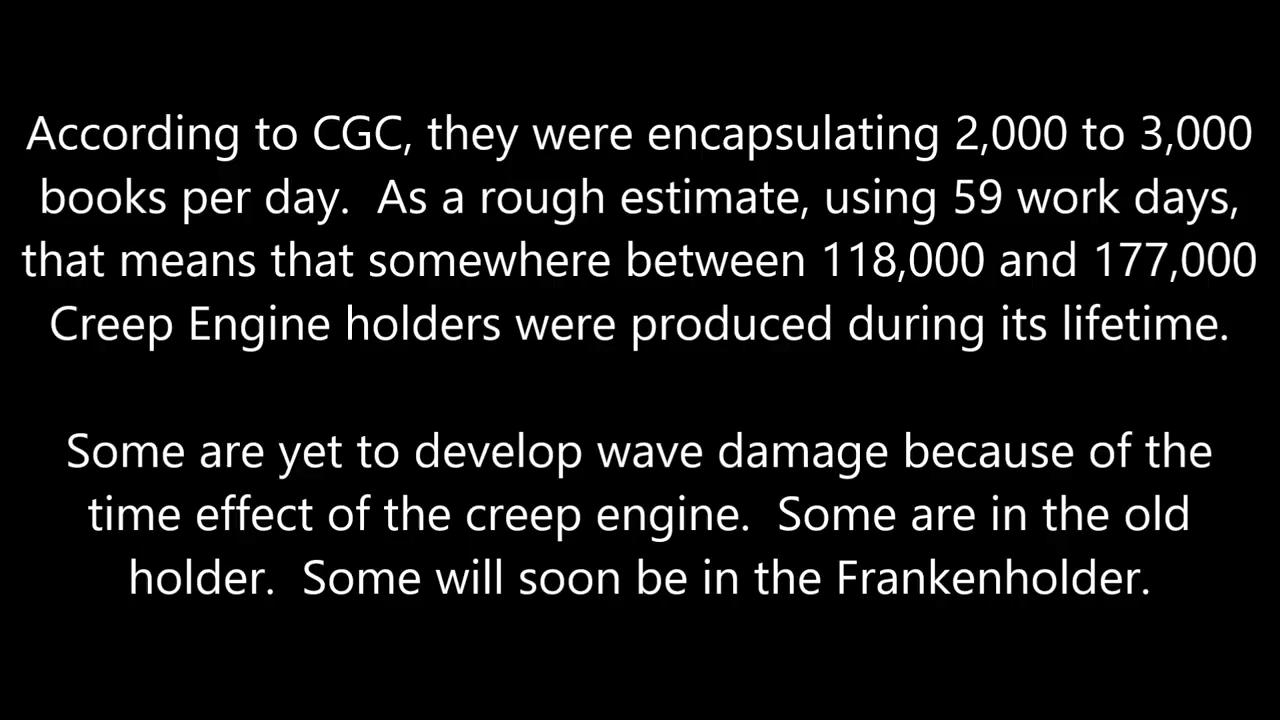 According to CGC, they were encapsulating 2,000 to 3,000
books per day.  As a rough estimate, using 59 work days,
that means that somewhere between 118,000 and 177,000
Creep Engine holders were produced during its lifetime.
Some are yet to develop wave damage because of the
time effect of the creep engine.  Some are in the old
holder.  Some will soon be in the Frankenholder.